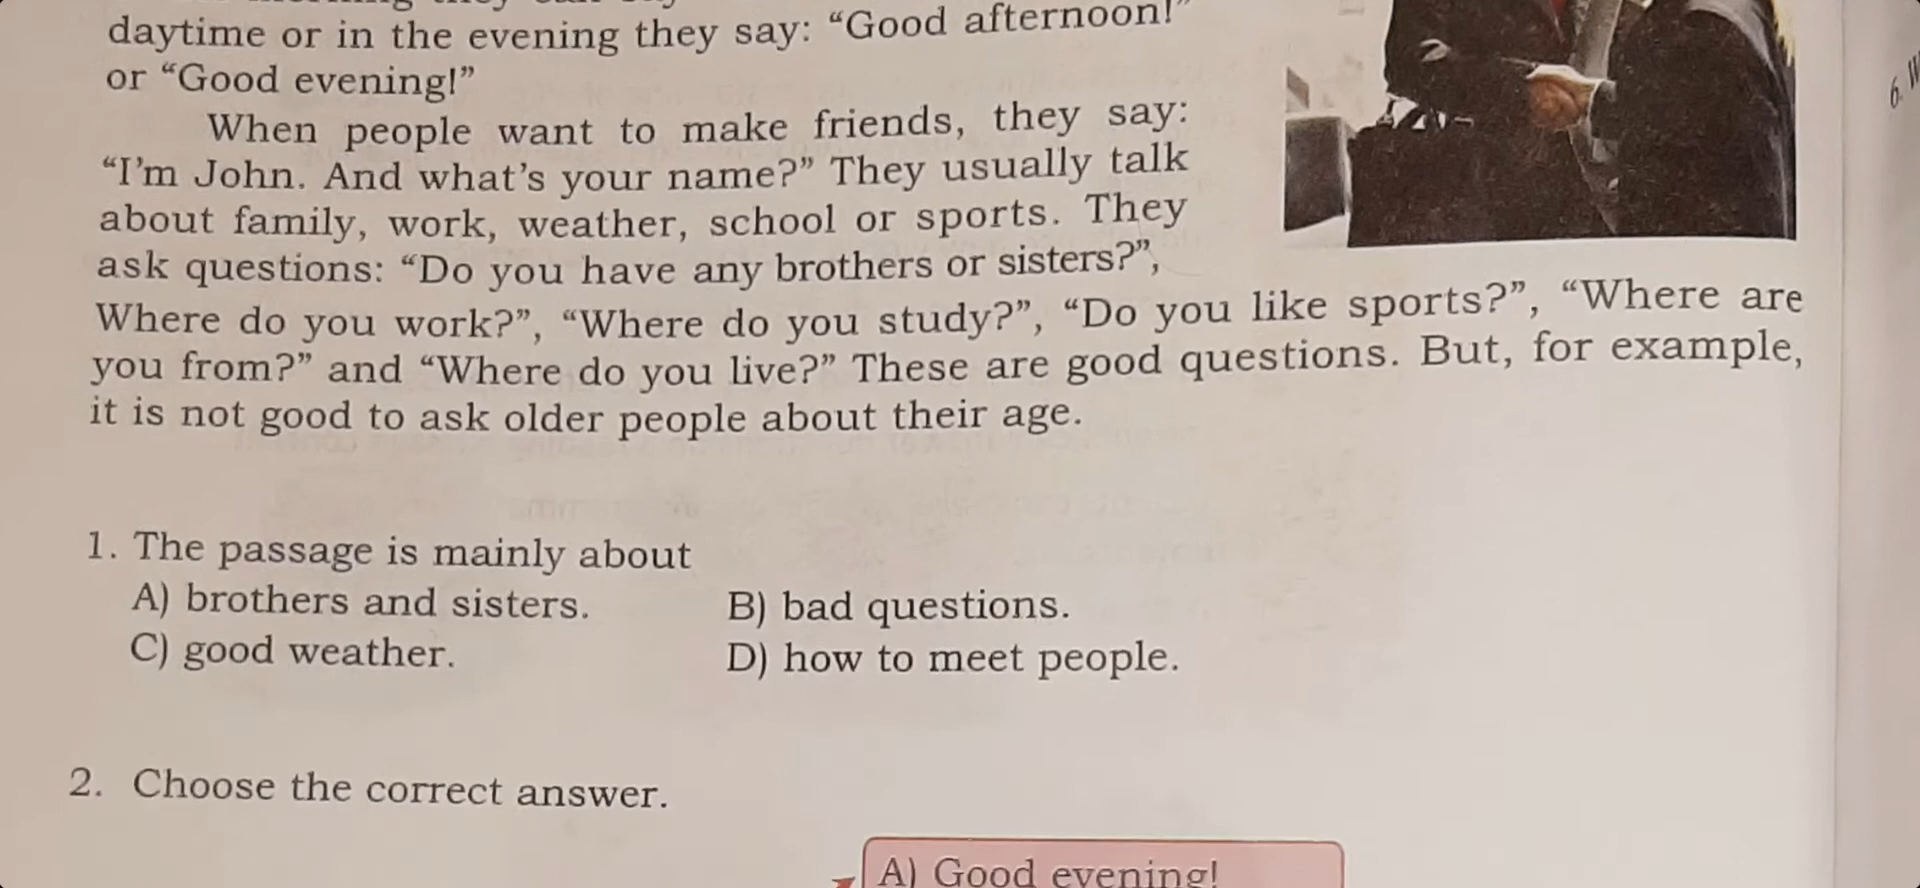 daytime or in the evening they say: “Good afternoon!”
or “Good evening!”
When people want to make friends, they say:
“I’m John. And what’s your name?” They usually talk
about family, work, weather, school or sports. They
ask questions: “Do you have any brothers or sisters?”,
Where do you work?”, “Where do you study?”, “Do you like sports?”, “Where are
you from?” and “Where do you live?” These are good questions. But, for example,
it is not good to ask older people about their age.
1. The passage is mainly about
A) brothers and sisters.
B) bad questions.
C) good weather.
D) how to meet people.
2. Choose the correct answer.
A) Good evening!
6.